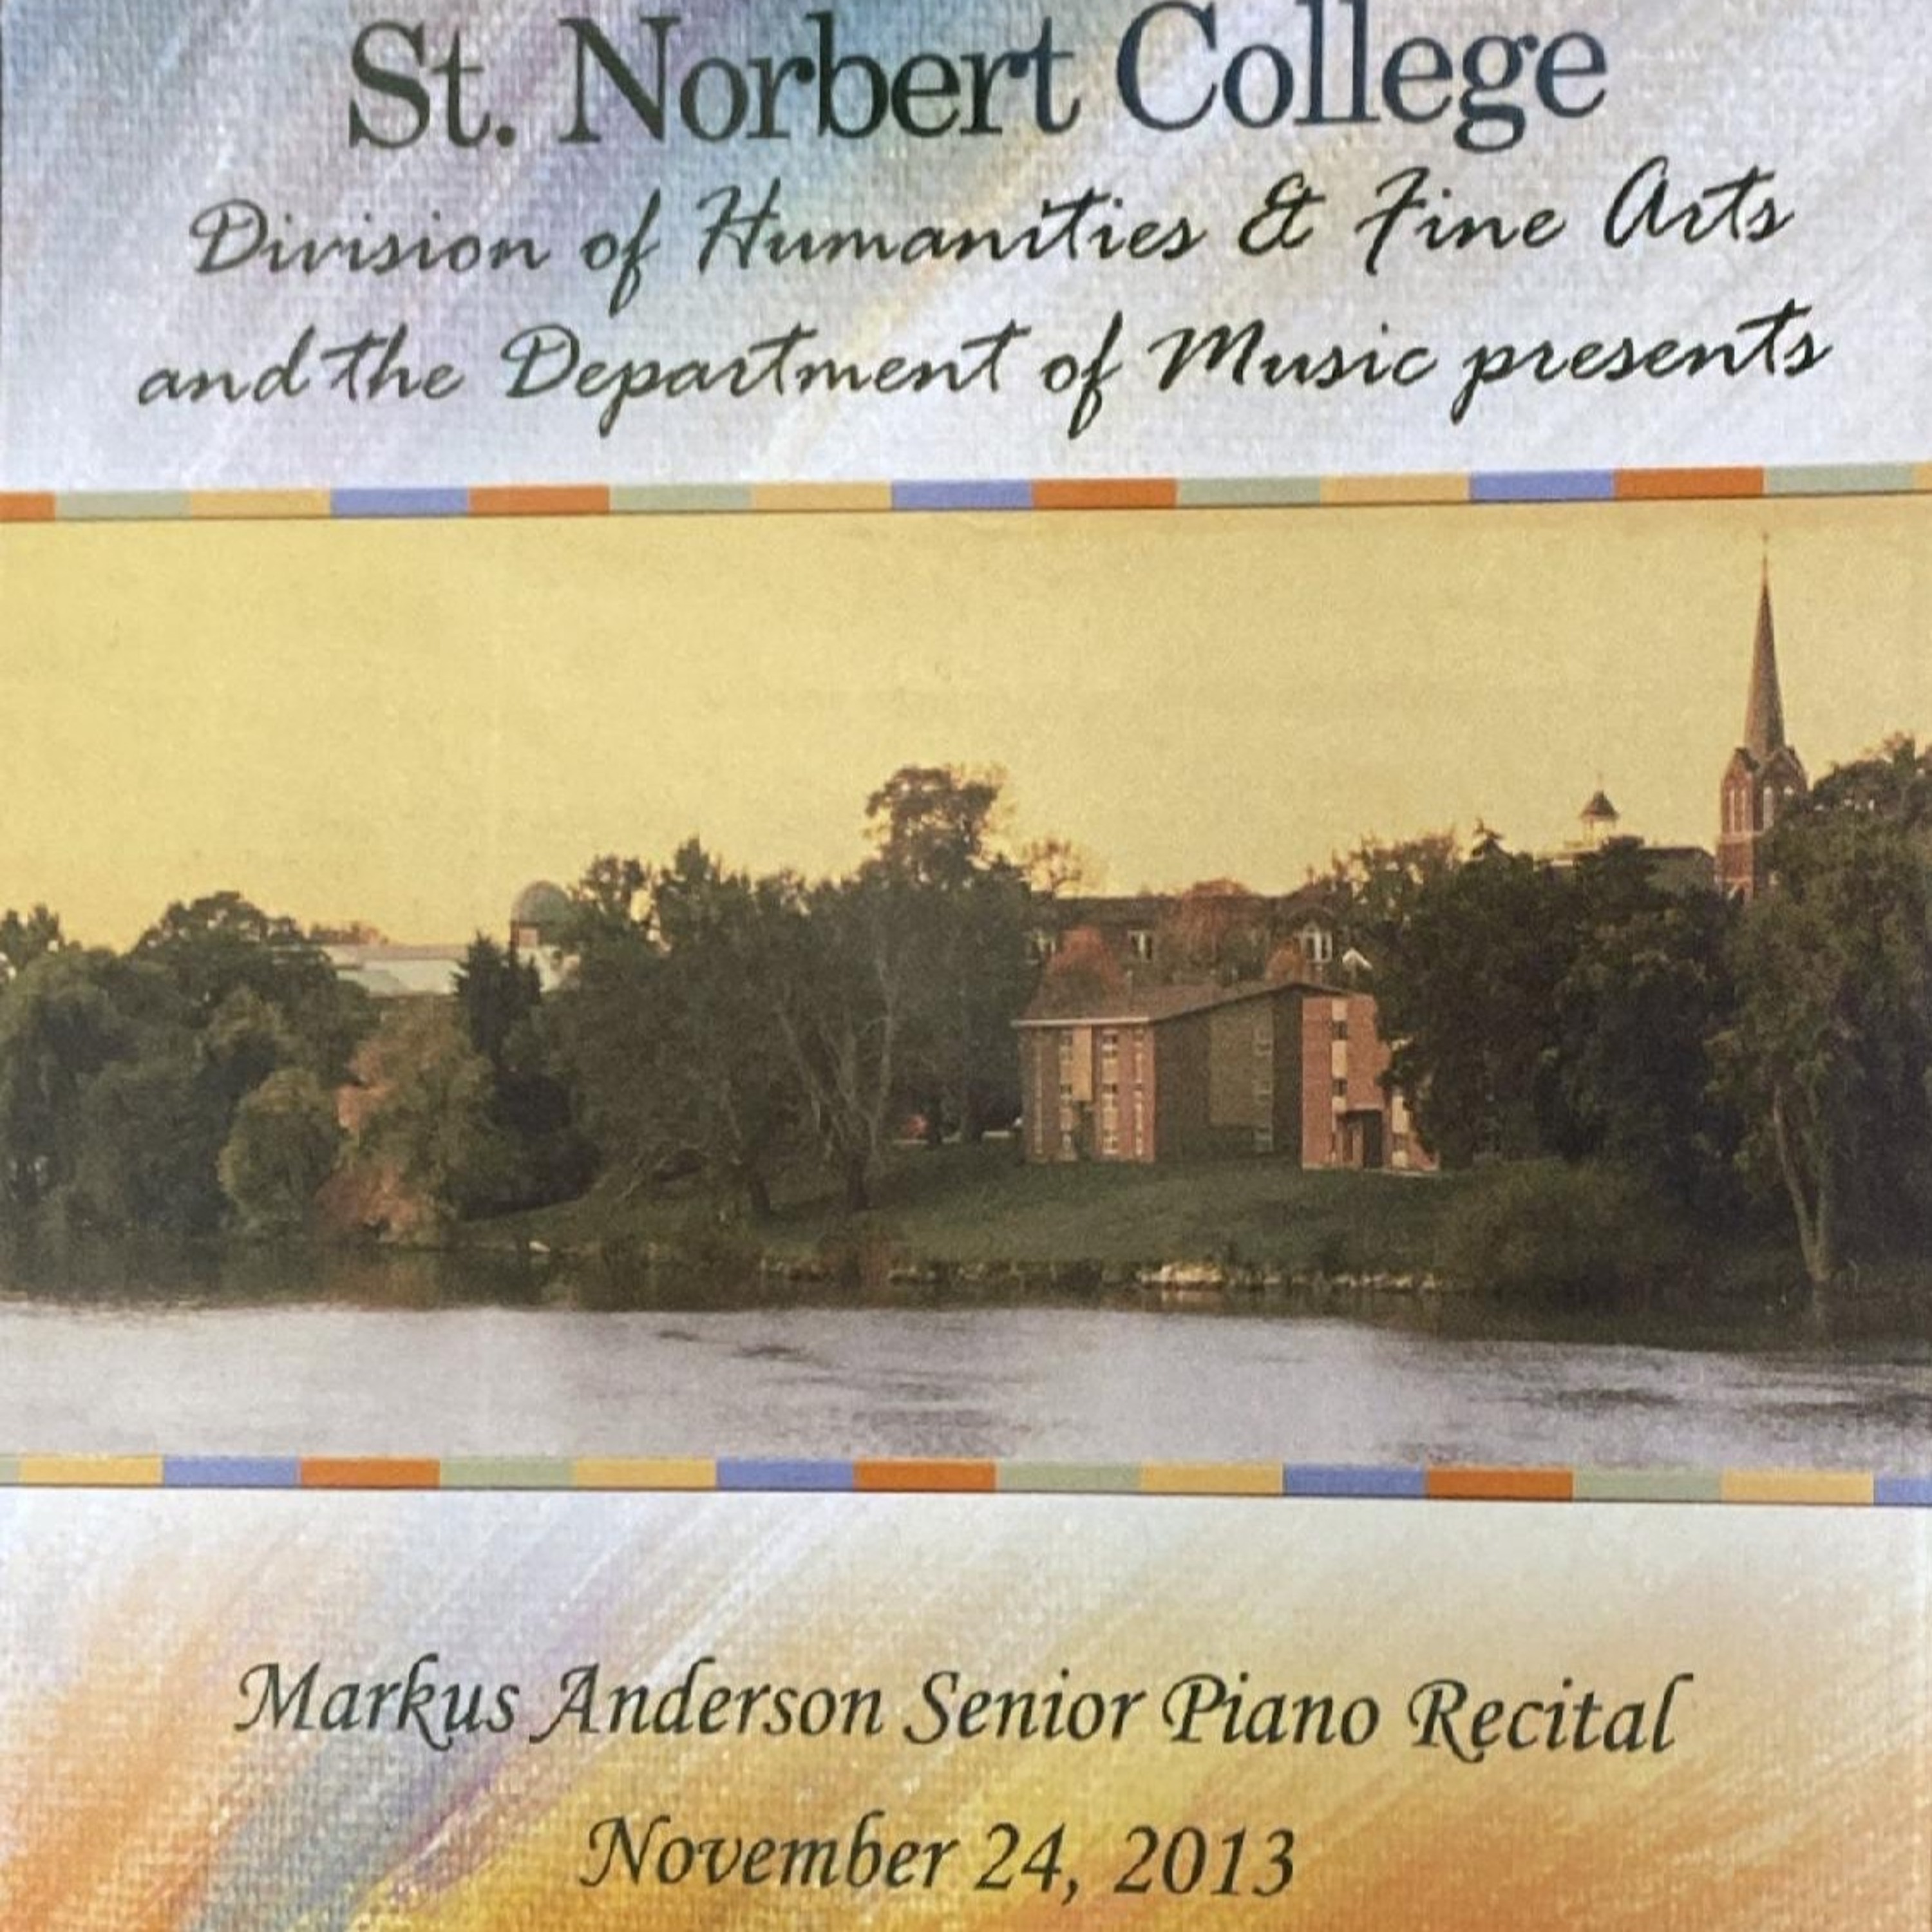 St. Norbert College
Division of Humanities & Fine Arts
and the Department of Music presents
Markus Anderson Senior Piano Recital
November 24, 2013